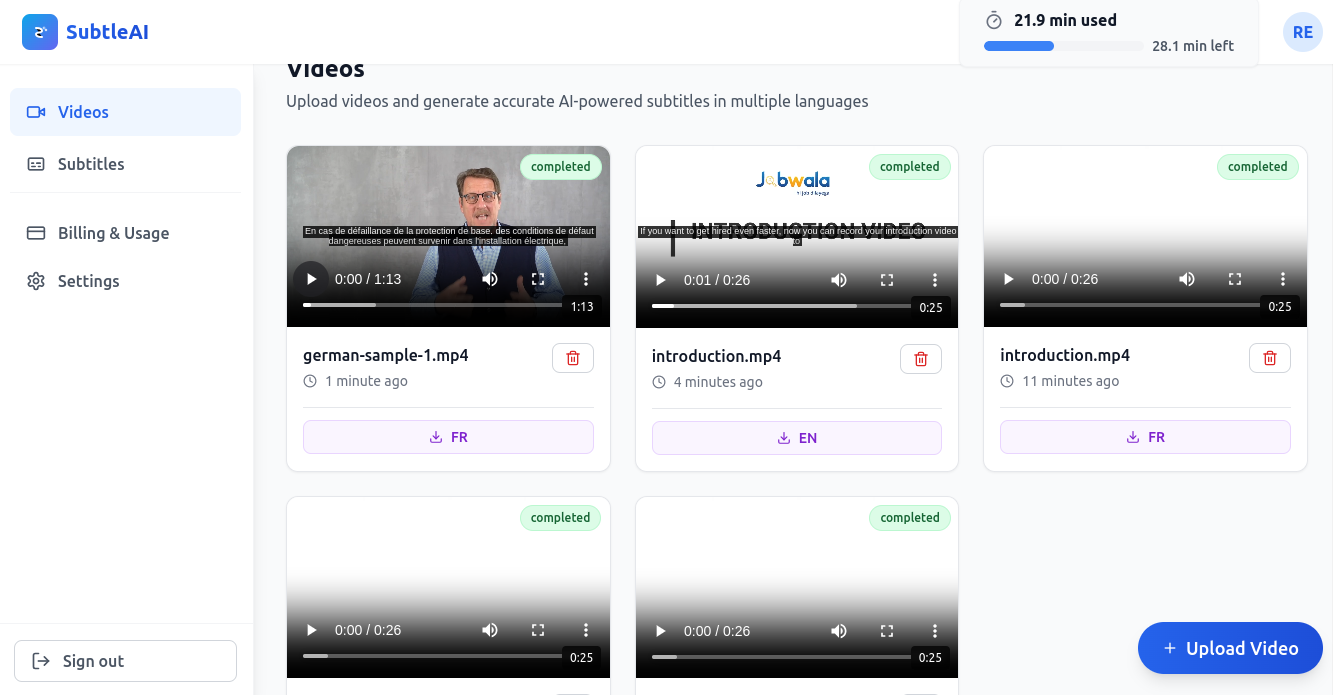 SubtleAI
21.9 min used
28.1 min left
RE
Videos
Subtitles
Billing & Usage
Settings
Sign out
Videos
Upload videos and generate accurate AI-powered subtitles in multiple languages
completed
En cas de défaillance de la protection de base, des conditions de défaut
dangereuses peuvent survenir dans l'installation électrique,
0:00 / 1:13
1:13
german-sample-1.mp4
1 minute ago
FR
completed
Jobwala
INTRODUCTION VIDEO
If you want to get hired even faster, now you can record your introduction video
to
0:01 / 0:26
0:25
introduction.mp4
4 minutes ago
EN
completed
0:00 / 0:26
0:25
introduction.mp4
11 minutes ago
FR
completed
0:00 / 0:26
0:25
completed
0:00 / 0:26
0:25
+ Upload Video